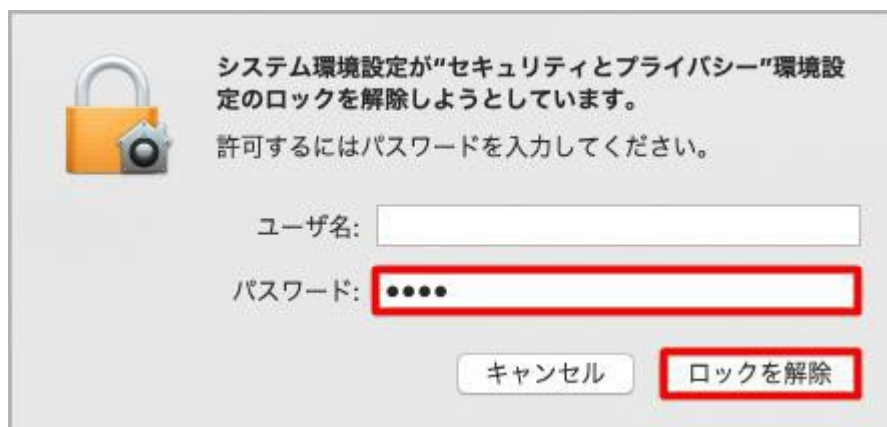 システム環境設定が"セキュリティとプライバシー"環境設
定のロックを解除しようとしています。
許可するにはパスワードを入力してください。
ユーザ名:
パスワード: ••••
キャンセル ロックを解除